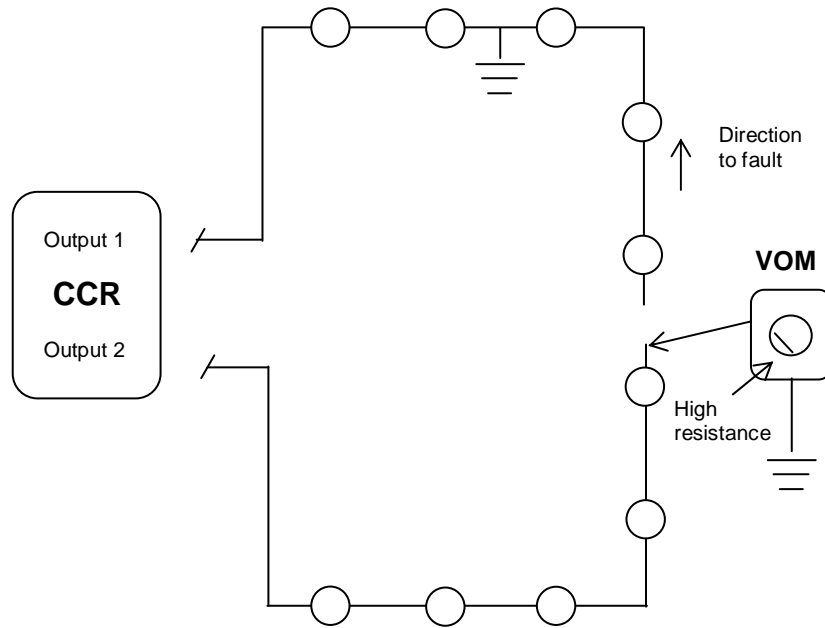 Direction
to fault
Output 1
CCR
Output 2
VOM
High
resistance